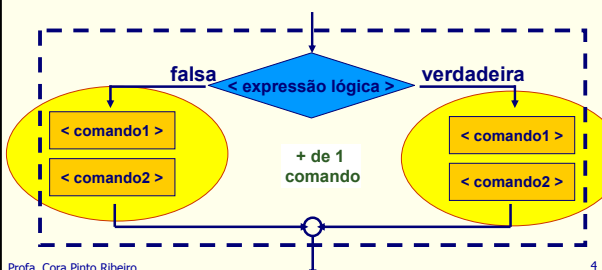 falsa
< expressão lógica >
verdadeira
< comando1 >
< comando2 >
+ de 1
comando
< comando1 >
< comando2 >
Profa. Cora Pinto Ribeiro
4